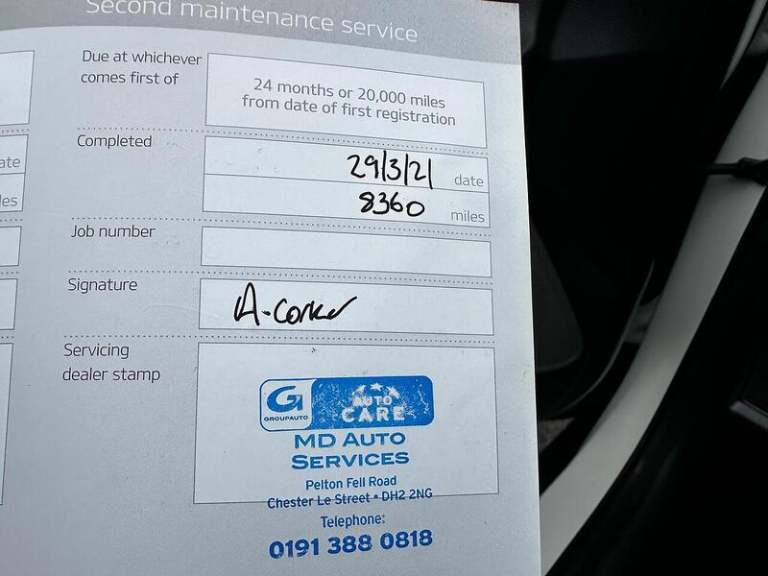 Second maintenance service
Due at whichever
comes first of
24 months or 20,000 miles
from date of first registration
ate
les
Completed
29/3/21 date
8360 miles
Job number
Signature
A-Corker
Servicing
dealer stamp
G
GROUPAUTO
AUTO
CARE
MD AUTO
SERVICES
Pelton Fell Road
Chester Le Street • DH2 2NG
Telephone:
0191 388 0818